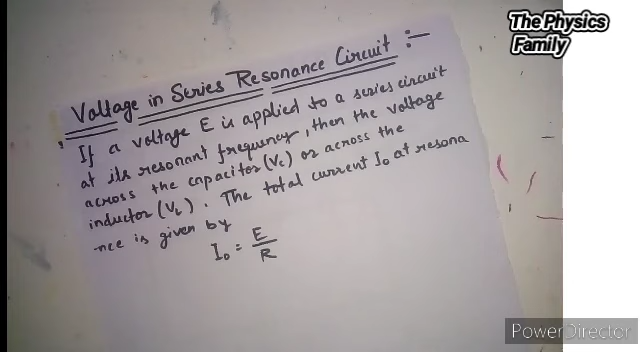 The Physics
Family
Voltage in Series Resonance Circuit :-
If a voltage E is applied to a series circuit
at its resonant frequency, then the voltage
across the capacitor (Vc) or across the
inductor (VL). The total current I₀ at resona
-nce is given by
I₀ = E/R
PowerDirector